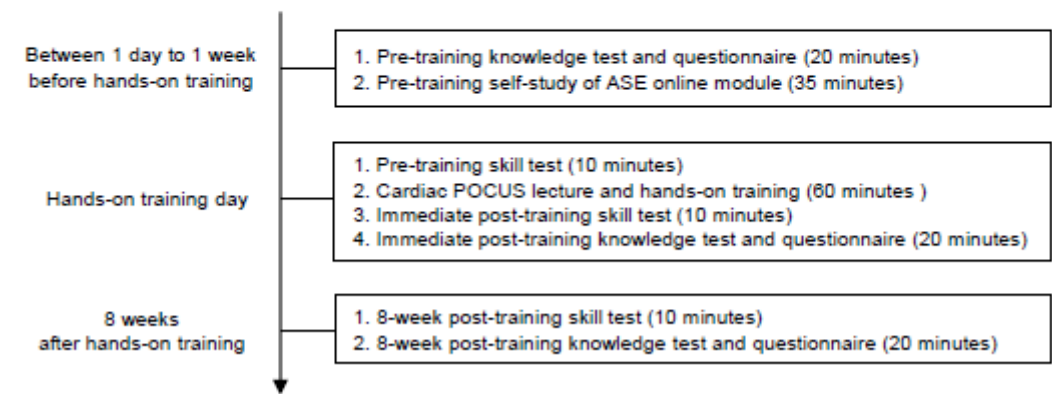 Between 1 day to 1 week
before hands-on training
1. Pre-training knowledge test and questionnaire (20 minutes)
2. Pre-training self-study of ASE online module (35 minutes)
Hands-on training day
1. Pre-training skill test (10 minutes)
2. Cardiac POCUS lecture and hands-on training (60 minutes )
3. Immediate post-training skill test (10 minutes)
4. Immediate post-training knowledge test and questionnaire (20 minutes)
8 weeks
after hands-on training
1. 8-week post-training skill test (10 minutes)
2. 8-week post-training knowledge test and questionnaire (20 minutes)